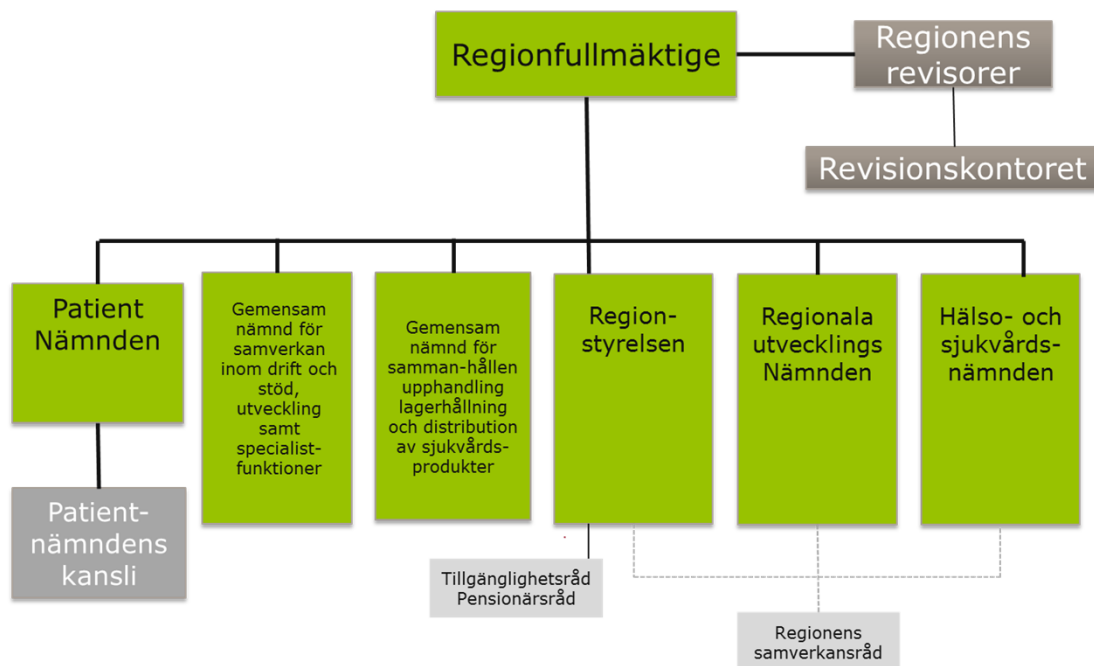 Regionfullmäktige
Regionens
revisorer
Revisionskontoret
Patient
Nämnden
Gemensam
nämnd för
samverkan
inom drift och
stöd,
utveckling
samt
specialist-
funktioner
Gemensam
nämnd för
samman-hållen
upphandling
lagerhållning
och distribution
av sjukvårds-
produkter
Region-
styrelsen
Regionala
utvecklings
Nämnden
Hälso- och
sjukvårds-
nämnden
Patient-
nämndens
kansli
Tillgänglighetsråd
Pensionärsråd
Regionens
samverkansråd